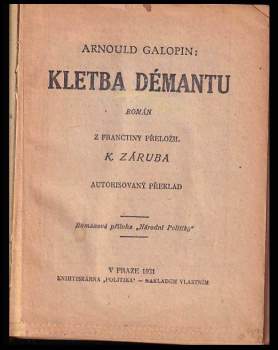 ARNOULD GALOPIN:
KLETBA DÉMANTU
ROMÁN
Z FRANCTINY PŘELOŽIL
K. ZÁRUBA
AUTORISOVANÝ PŘEKLAD
Romanová příloha „Národní Politiky“
V PRAZE 1931
KNIHTISKÁRNA „POLITIKA“ — NÁKLADEM VLASTNÍM